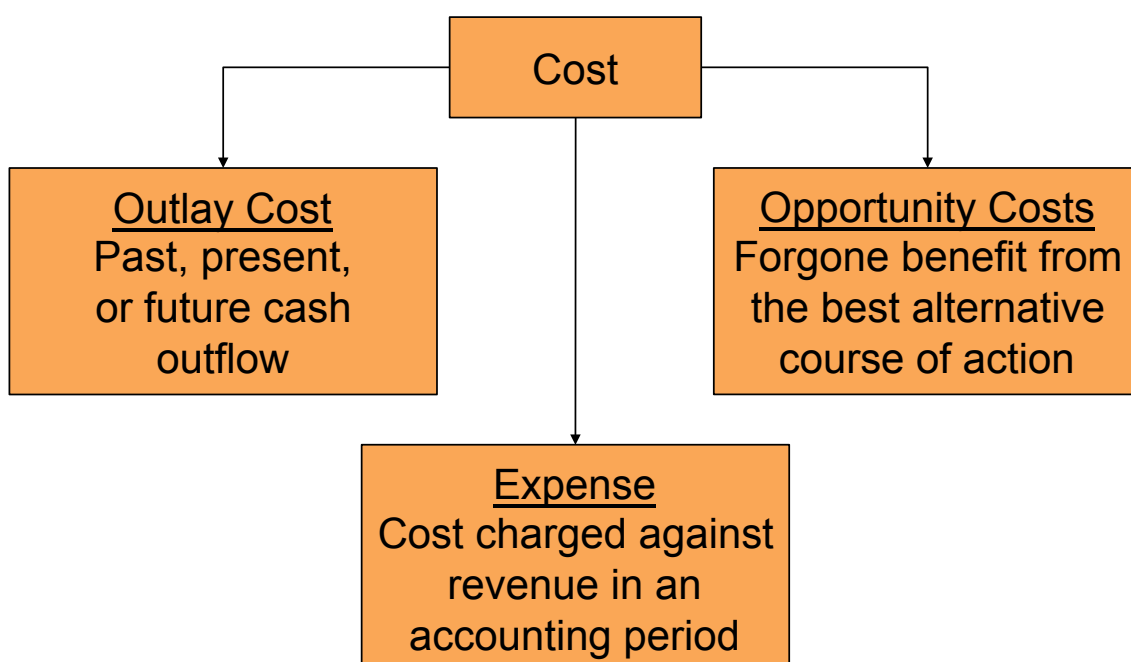 Cost
Outlay Cost
Past, present,
or future cash
outflow
Opportunity Costs
Forgone benefit from
the best alternative
course of action
Expense
Cost charged against
revenue in an
accounting period